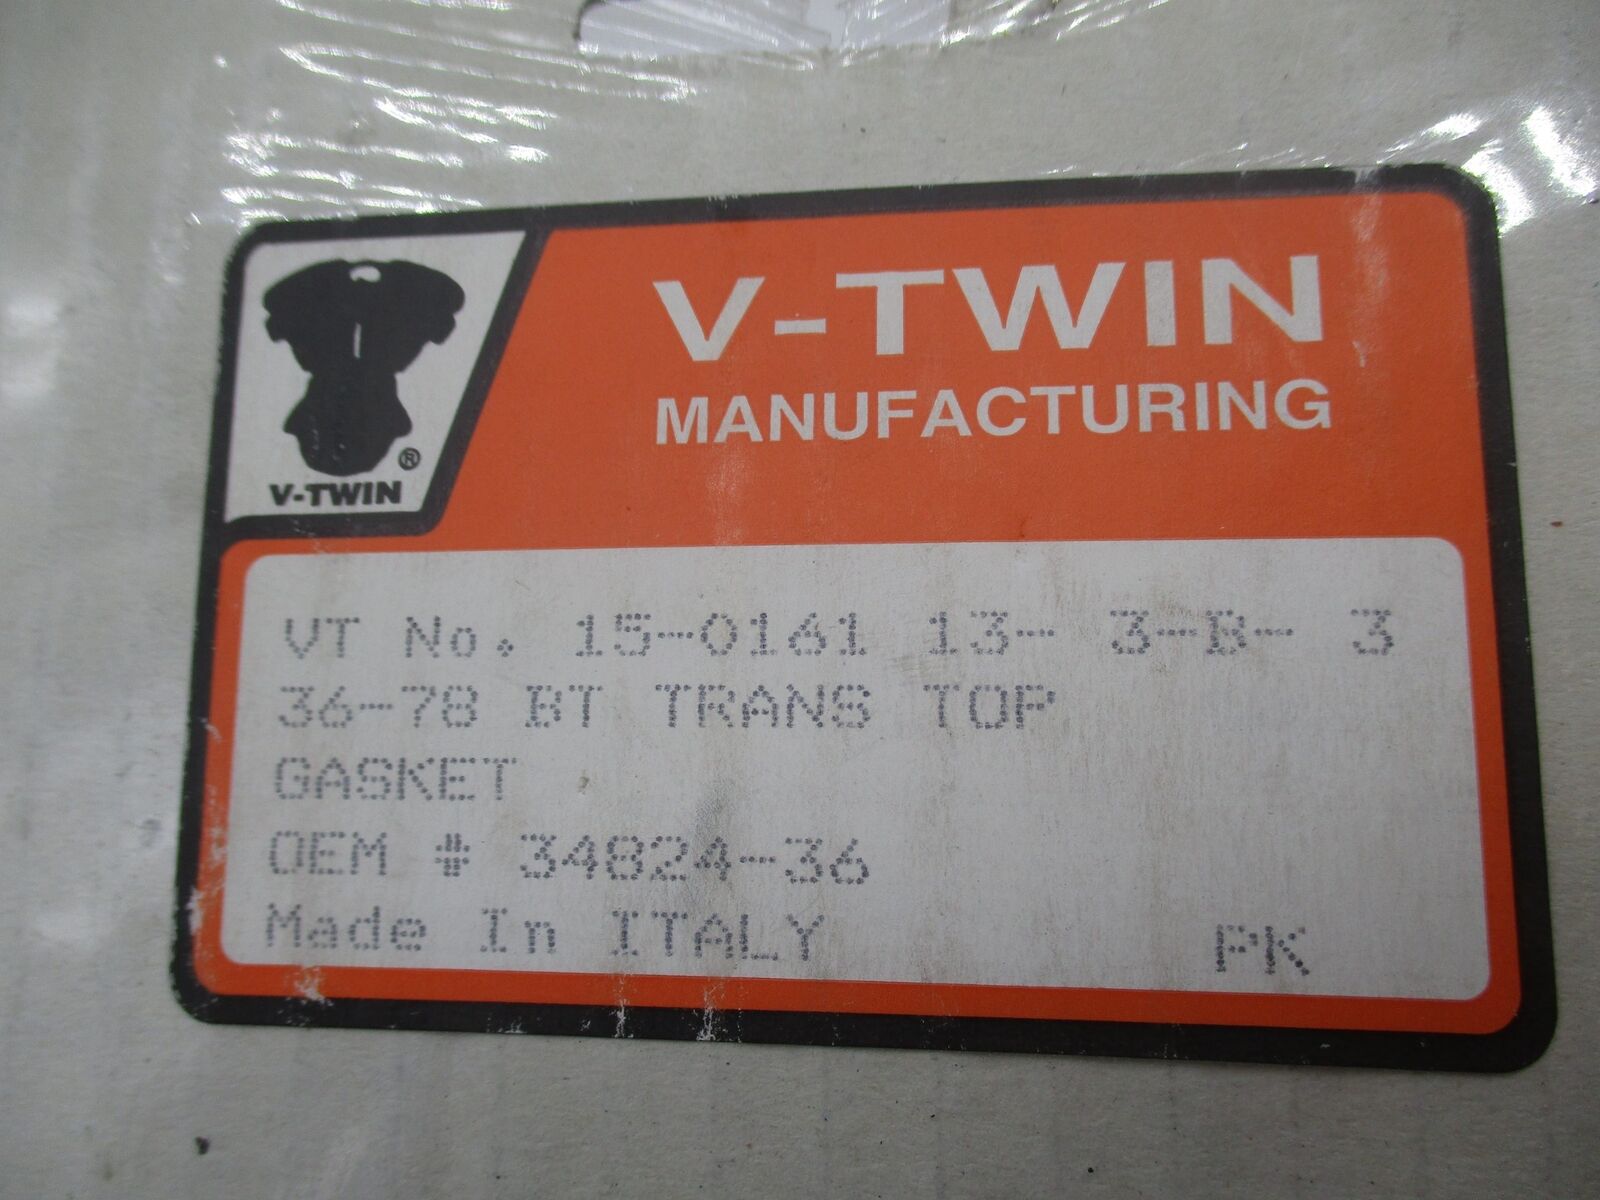 V-TWIN
MANUFACTURING
®
V-TWIN
VT No. 15-0161 13- 3-B- 3
36-78 BT TRANS TOP
GASKET
OEM # 34824-36
Made In ITALY PK